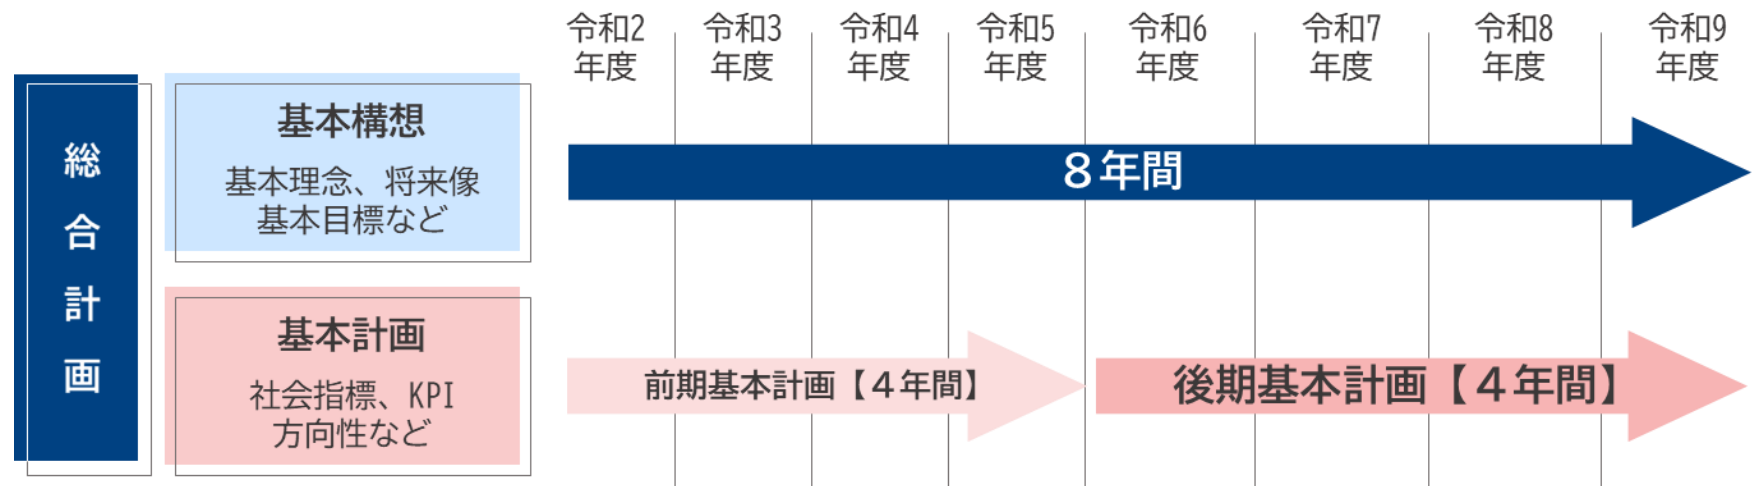 令和2
年度
令和3
年度
令和4
年度
令和5
年度
令和6
年度
令和7
年度
令和8
年度
令和9
年度
総合計画
基本構想
基本理念、将来像
基本目標など
８年間
基本計画
社会指標、KPI
方向性など
前期基本計画【４年間】
後期基本計画【４年間】